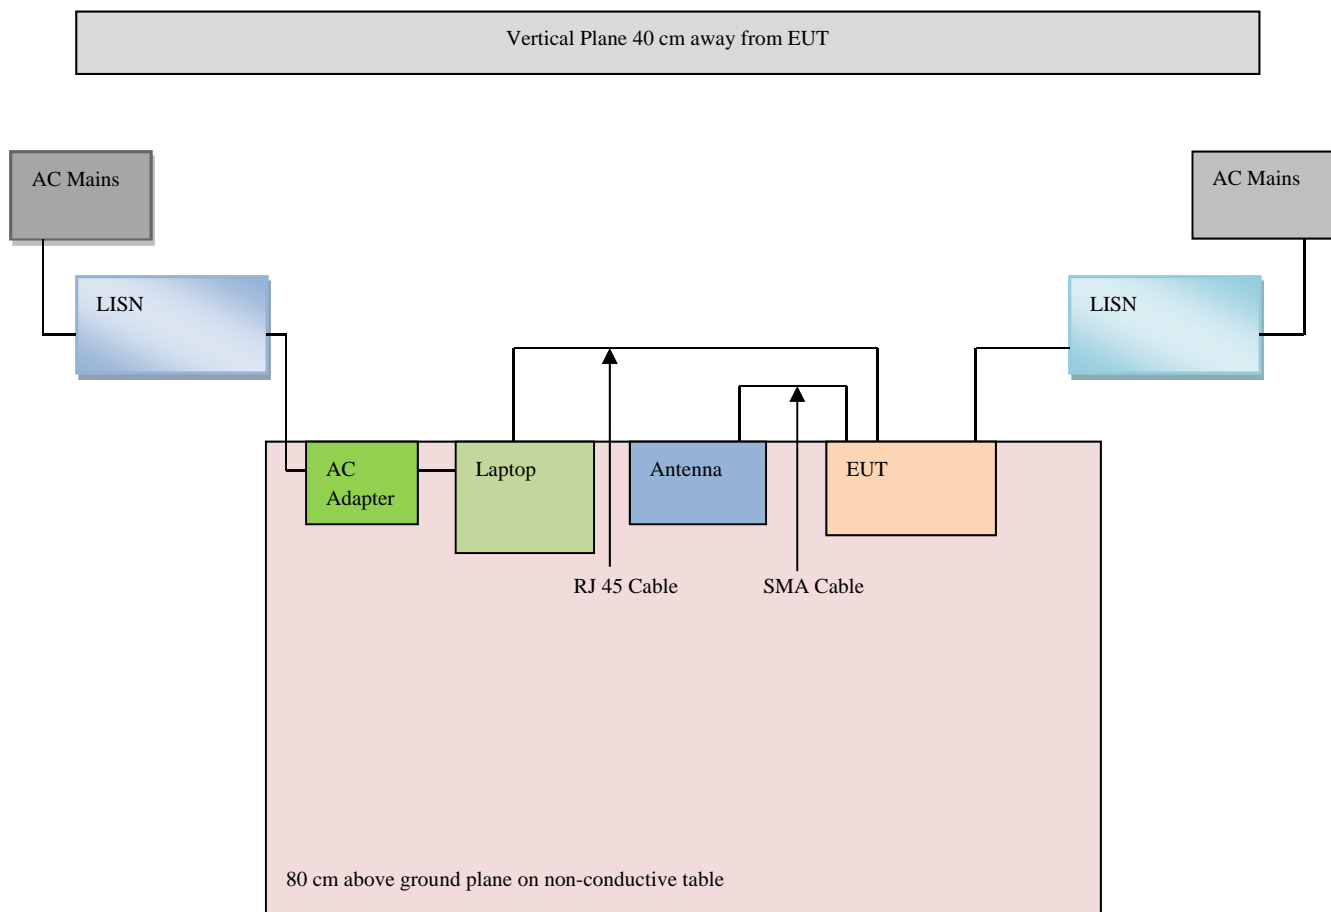 Vertical Plane 40 cm away from EUT
AC Mains
AC Mains
LISN
LISN
AC
Adapter
Laptop
Antenna
EUT
RJ 45 Cable
SMA Cable
80 cm above ground plane on non-conductive table